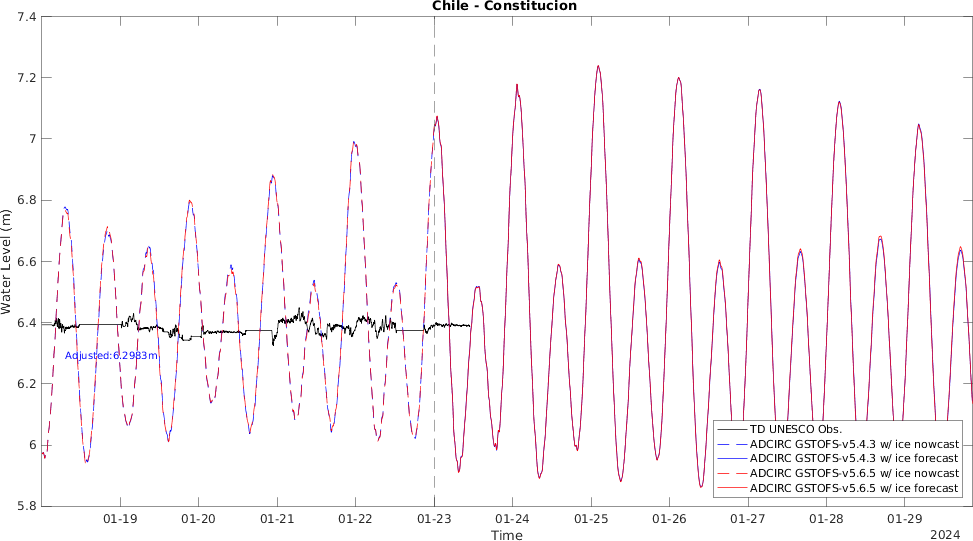 Chile - Constitucion
7.4
7.2
7
6.8
6.6
6.4
6.2
6
5.8
Water Level (m)
Adjusted:6.2983m
TD UNESCO Obs.
ADCIRC GSTOFS-v5.4.3 w/ ice nowcast
ADCIRC GSTOFS-v5.4.3 w/ ice forecast
ADCIRC GSTOFS-v5.6.5 w/ ice nowcast
ADCIRC GSTOFS-v5.6.5 w/ ice forecast
01-19 01-20 01-21 01-22 01-23 01-24 01-25 01-26 01-27 01-28 01-29
Time
2024